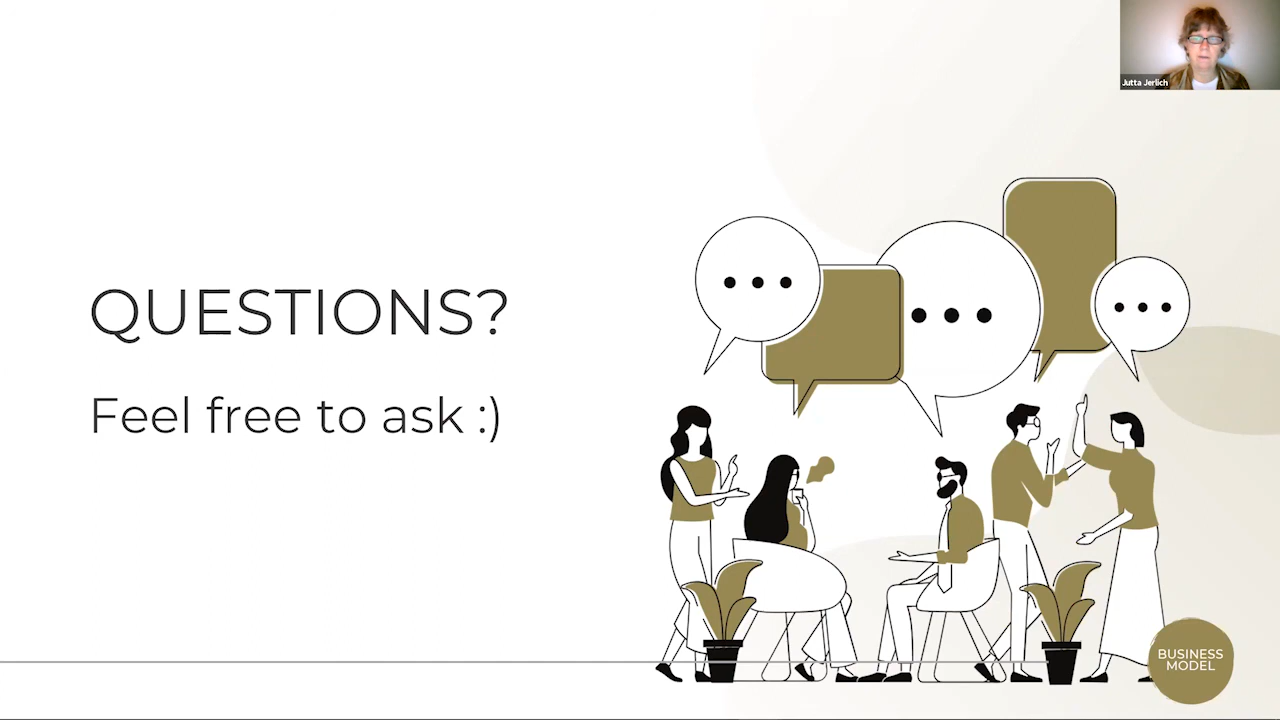 Jutta Jerlich
QUESTIONS?
Feel free to ask :)
BUSINESS
MODEL